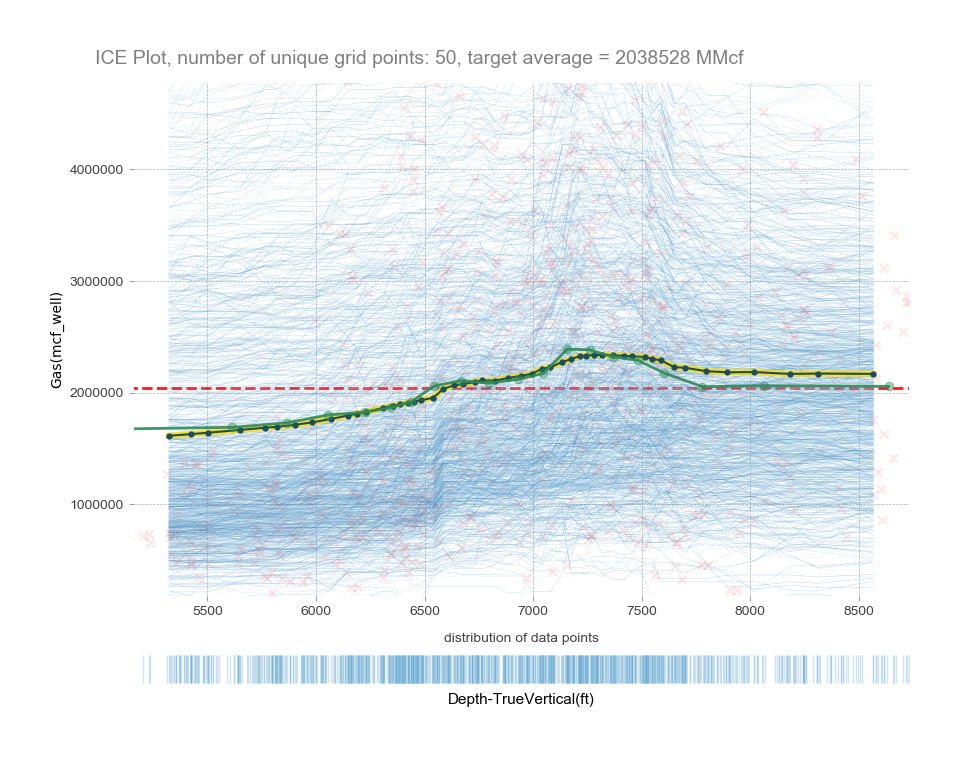 ICE Plot, number of unique grid points: 50, target average = 2038528 MMcf
Gas(mcf_well)
4000000
3000000
2000000
1000000
5500 6000 6500 7000 7500 8000 8500
distribution of data points
Depth-TrueVertical(ft)